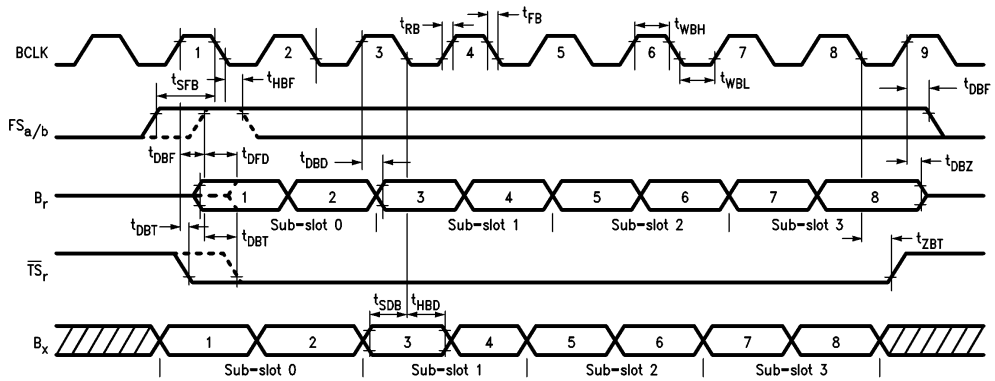 tRB tFB tWBH
BCLK 1 2 3 4 5 6 7 8 9
tSFB tHBF tWBL tDBF
FSa/b
tDBF tDFD tDBD tDBZ
Br 1 2 3 4 5 6 7 8
Sub-slot 0 Sub-slot 1 Sub-slot 2 Sub-slot 3
tDBT tDBT tZBT
TSr
tSDB tHBD
Bx 1 2 3 4 5 6 7 8
Sub-slot 0 Sub-slot 1 Sub-slot 2 Sub-slot 3